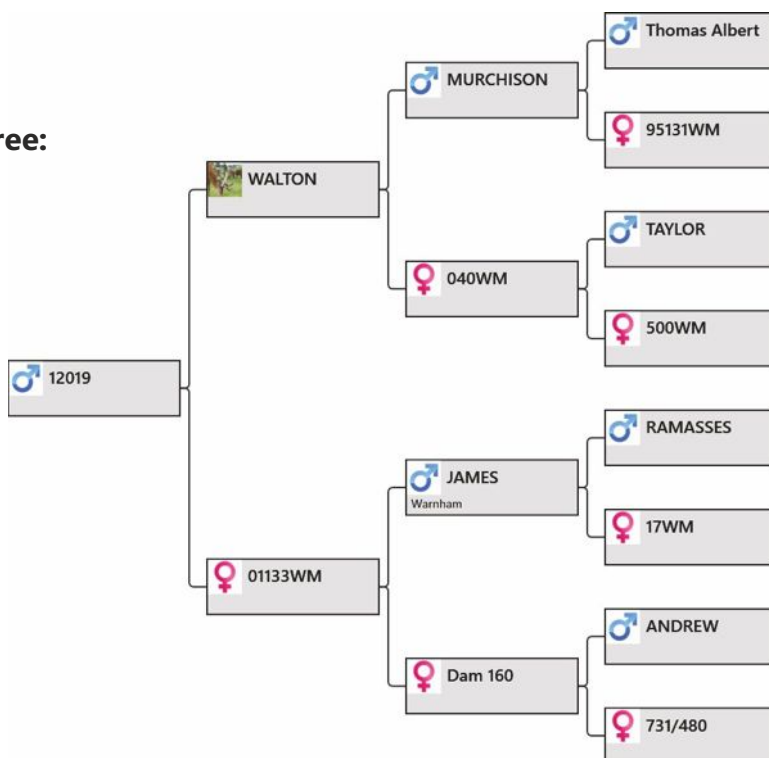 ree:
Thomas Albert
MURCHISON
95131WM
WALTON
TAYLOR
040WM
500WM
12019
RAMASSES
JAMES
Warnham
17WM
01133WM
ANDREW
Dam 160
731/480